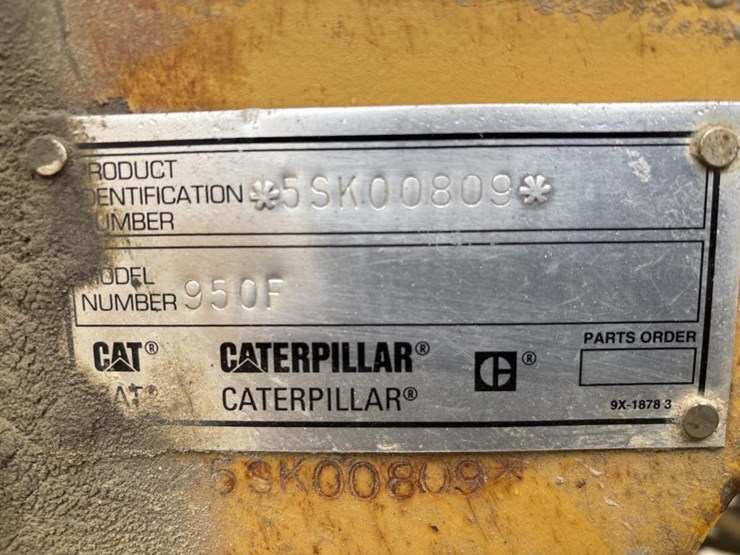 PRODUCT
IDENTIFICATION *5SK00809*
NUMBER
MODEL
NUMBER 950F
CAT® CATERPILLAR® C®
CAT® CATERPILLAR®
PARTS ORDER
9X-1878 3
5SK00809*